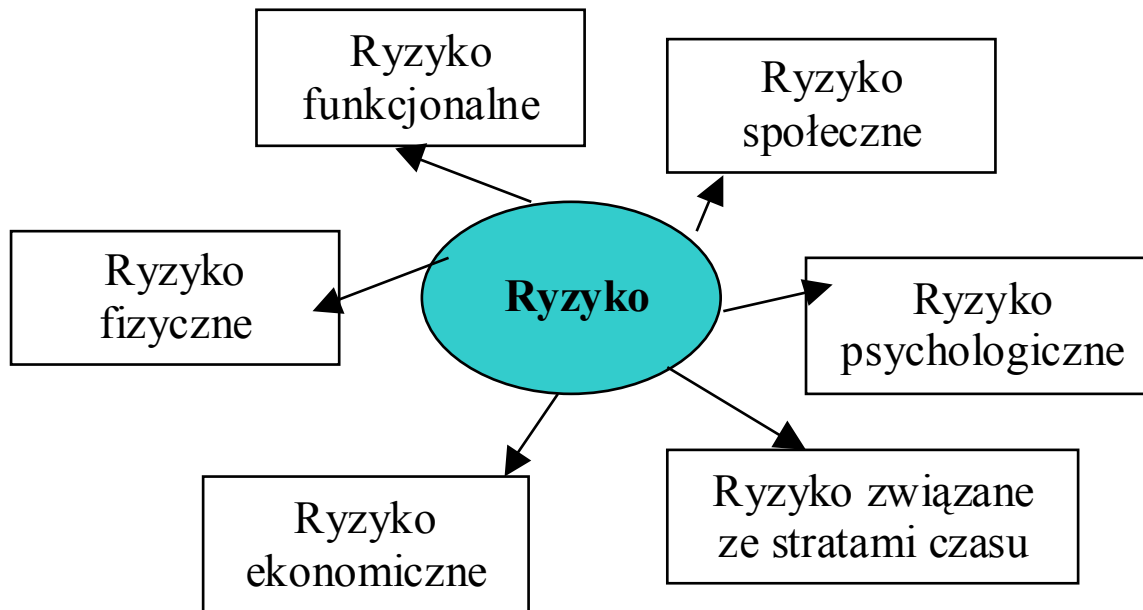 Ryzyko
funkcjonalne
Ryzyko
społeczne
Ryzyko
fizyczne
Ryzyko
Ryzyko
psychologiczne
Ryzyko
ekonomiczne
Ryzyko związane
ze stratami czasu